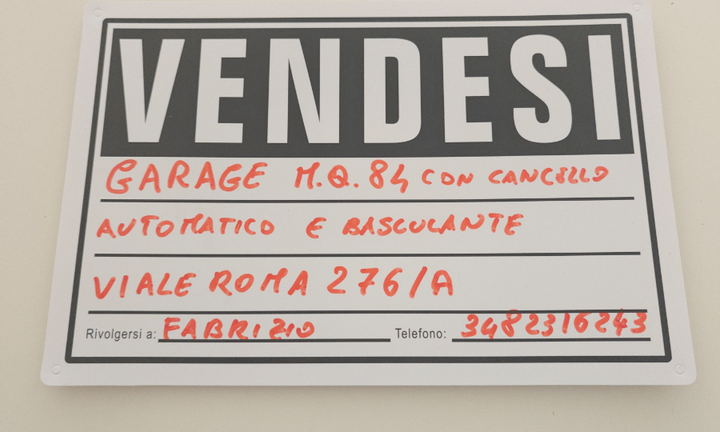 VENDESI
GARAGE M.Q. 84 CON CANCELLO
AUTOMATICO E BASCULANTE
VIALE ROMA 276/A
Rivolgersi a: FABRIZIO Telefono: 3482316243